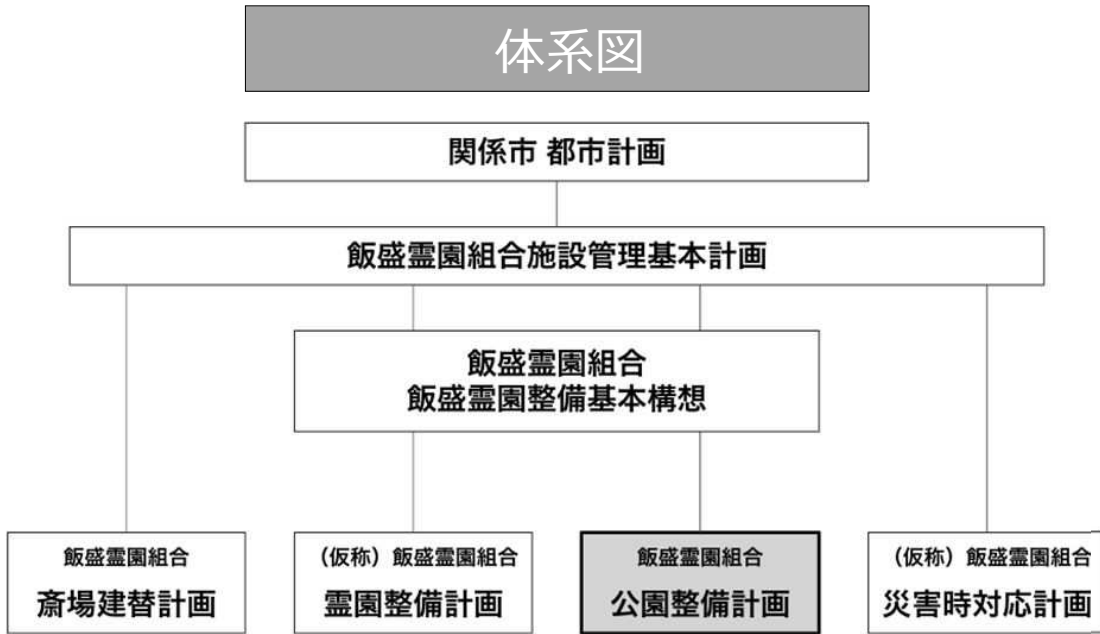 体系図
関係市 都市計画
飯盛霊園組合施設管理基本計画
飯盛霊園組合
飯盛霊園整備基本構想
飯盛霊園組合
斎場建替計画
（仮称）飯盛霊園組合
霊園整備計画
飯盛霊園組合
公園整備計画
（仮称）飯盛霊園組合
災害時対応計画